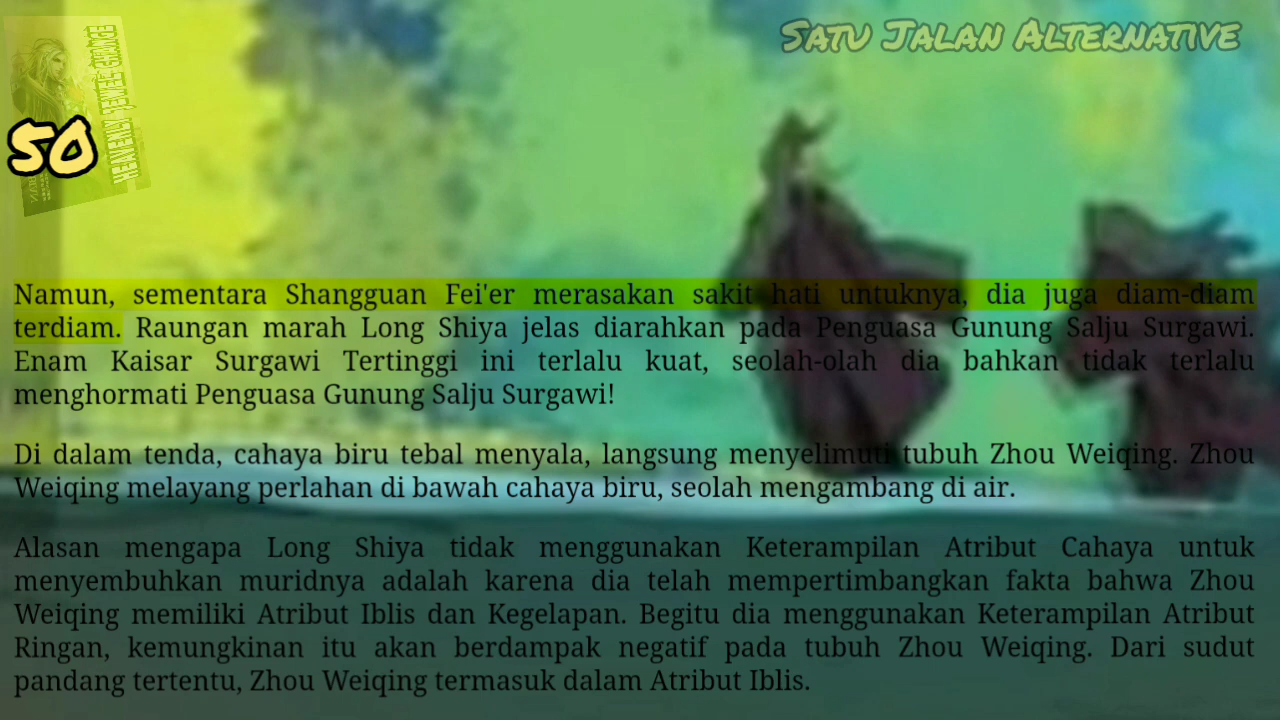 Satu Jalan Alternative
HEAVENLY JEWEL CHANGE
50
Namun, sementara Shangguan Fei'er merasakan sakit hati untuknya, dia juga diam-diam
terdiam. Raungan marah Long Shiya jelas diarahkan pada Penguasa Gunung Salju Surgawi.
Enam Kaisar Surgawi Tertinggi ini terlalu kuat, seolah-olah dia bahkan tidak terlalu
menghormati Penguasa Gunung Salju Surgawi!
Di dalam tenda, cahaya biru tebal menyala, langsung menyelimuti tubuh Zhou Weiqing. Zhou
Weiqing melayang perlahan di bawah cahaya biru, seolah mengambang di air.
Alasan mengapa Long Shiya tidak menggunakan Keterampilan Atribut Cahaya untuk
menyembuhkan muridnya adalah karena dia telah mempertimbangkan fakta bahwa Zhou
Weiqing memiliki Atribut Iblis dan Kegelapan. Begitu dia menggunakan Keterampilan Atribut
Ringan, kemungkinan itu akan berdampak negatif pada tubuh Zhou Weiqing. Dari sudut
pandang tertentu, Zhou Weiqing termasuk dalam Atribut Iblis.